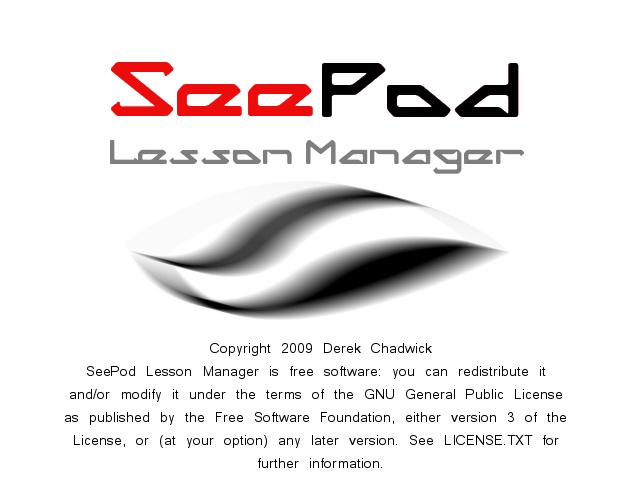 SeePod
Lesson Manager
Copyright 2009 Derek Chadwick
SeePod Lesson Manager is free software: you can redistribute it
and/or modify it under the terms of the GNU General Public License
as published by the Free Software Foundation, either version 3 of the
License, or (at your option) any later version. See LICENSE.TXT for
further information.